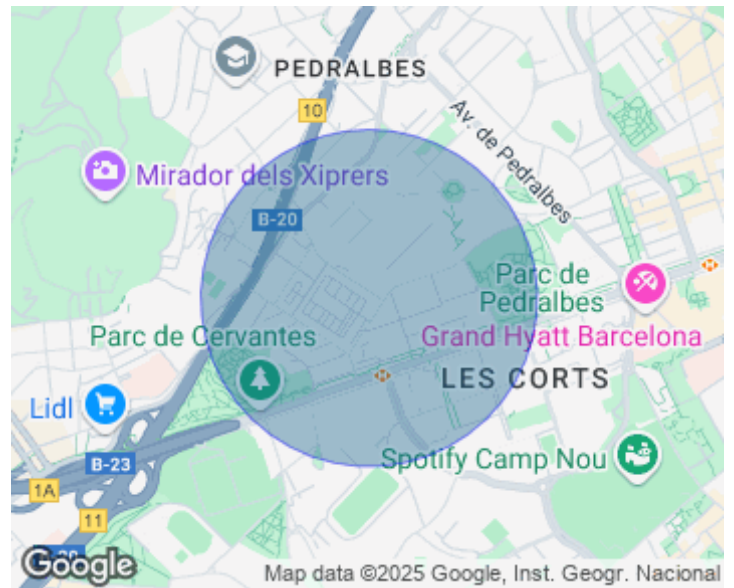 PEDRALBES
10
Av. de Pedralbes
Mirador dels Xiprers
B-20
Parc de
Pedralbes
Parc de Cervantes
Grand Hyatt Barcelona
LES CORTS
Lidl
B-23
Spotify Camp Nou
1A
11
B-20
Google
Map data ©2025 Google, Inst. Geogr. Nacional